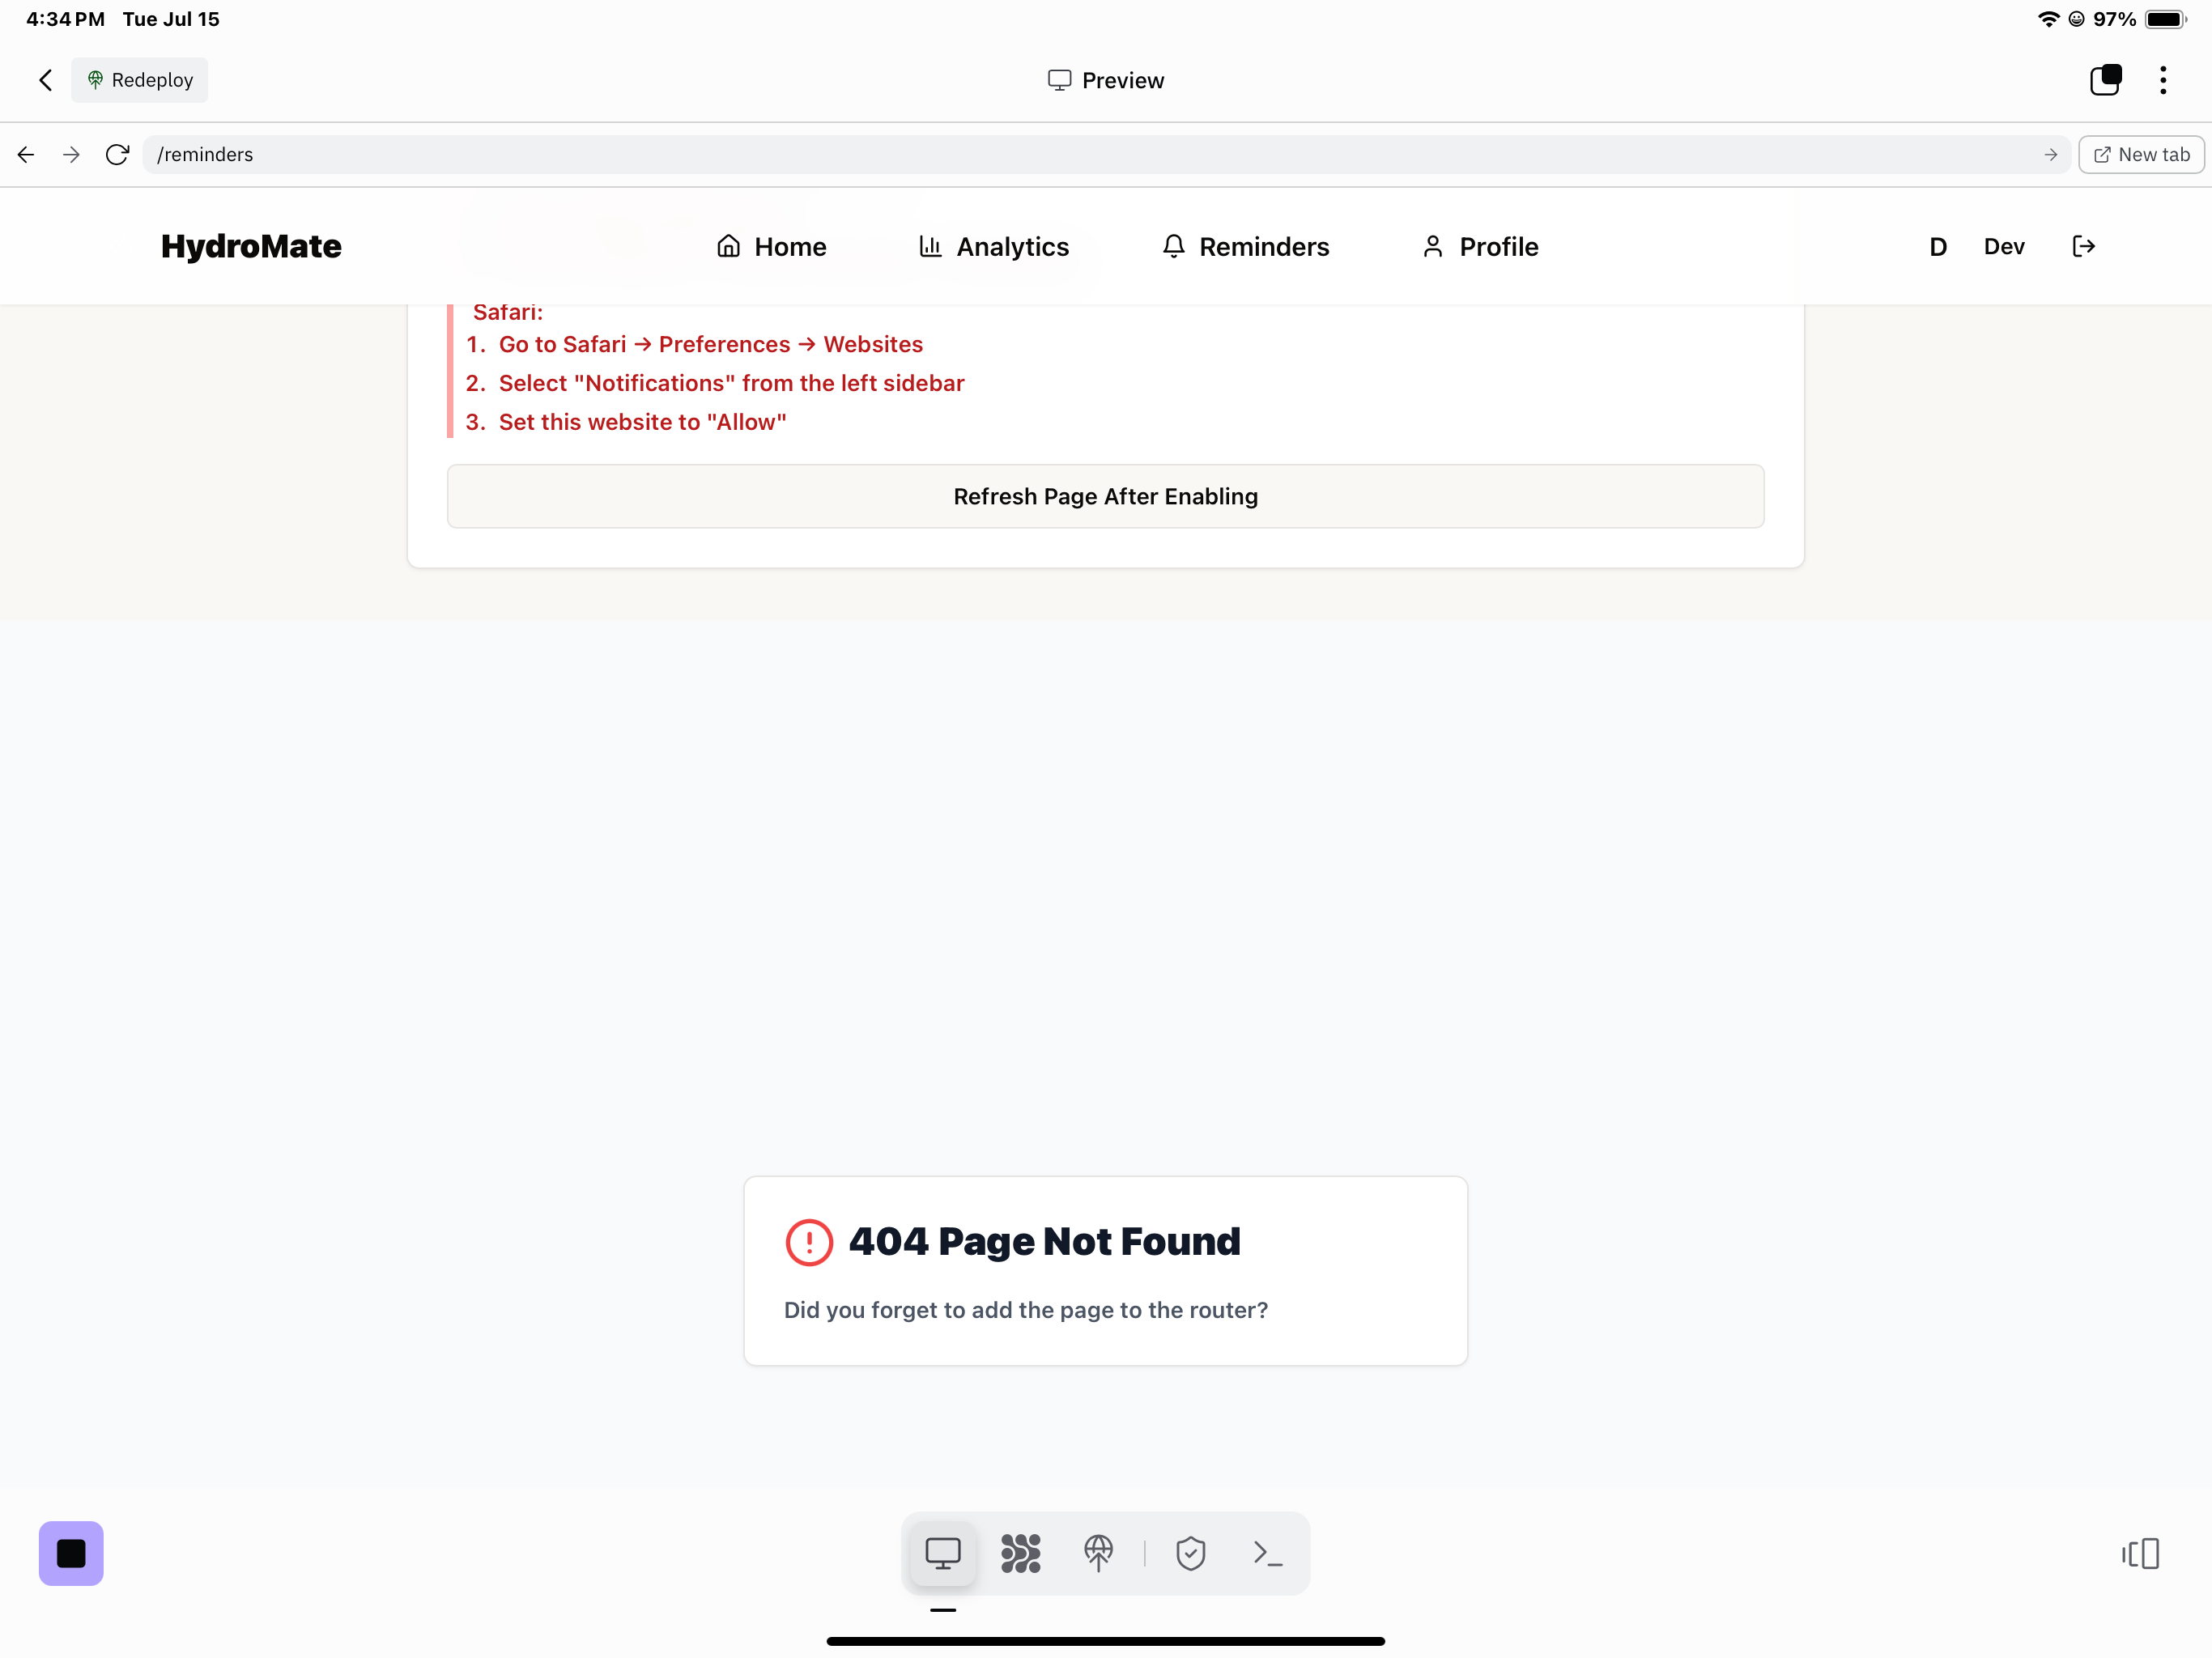 4:34 PM Tue Jul 15
97%
Redeploy
Preview
/reminders
New tab
HydroMate
Home
Analytics
Reminders
Profile
D
Dev
Safari:
1. Go to Safari → Preferences → Websites
2. Select "Notifications" from the left sidebar
3. Set this website to "Allow"
Refresh Page After Enabling
404 Page Not Found
Did you forget to add the page to the router?